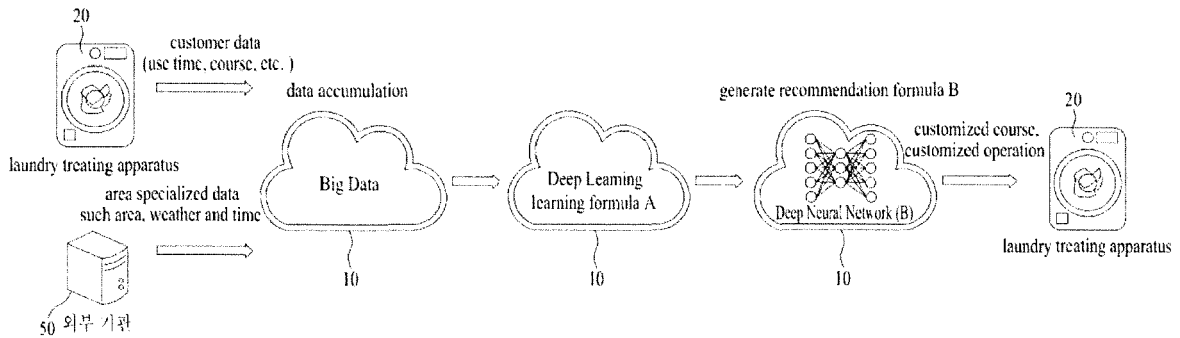 20
customer data
(use time, course, etc. )
laundry treating apparatus
area specialized data
such area, weather and time
50 외부 기관
data accumulation
Big Data
10
Deep Learning
learning formula A
10
generate recommendation formula B
Deep Neural Network (B)
10
customized course,
customized operation
20
laundry treating apparatus